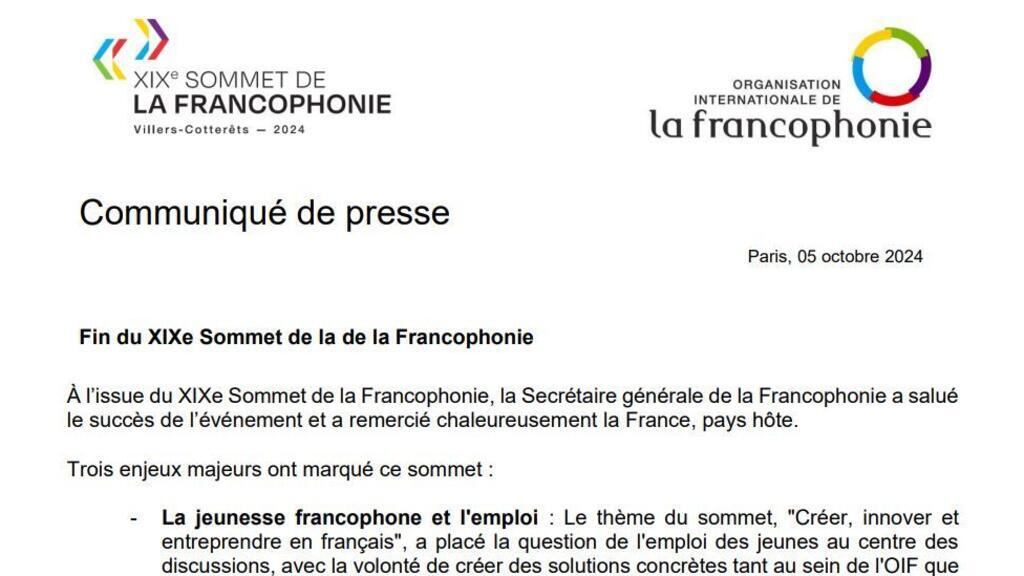 XIXe SOMMET DE
LA FRANCOPHONIE
Villers-Cotterêts — 2024
ORGANISATION
INTERNATIONALE DE
la francophonie
Communiqué de presse
Paris, 05 octobre 2024
Fin du XIXe Sommet de la de la Francophonie
À l’issue du XIXe Sommet de la Francophonie, la Secrétaire générale de la Francophonie a salué
le succès de l’événement et a remercié chaleureusement la France, pays hôte.
Trois enjeux majeurs ont marqué ce sommet :
- La jeunesse francophone et l'emploi : Le thème du sommet, "Créer, innover et
entreprendre en français", a placé la question de l'emploi des jeunes au centre des
discussions, avec la volonté de créer des solutions concrètes tant au sein de l'OIF que